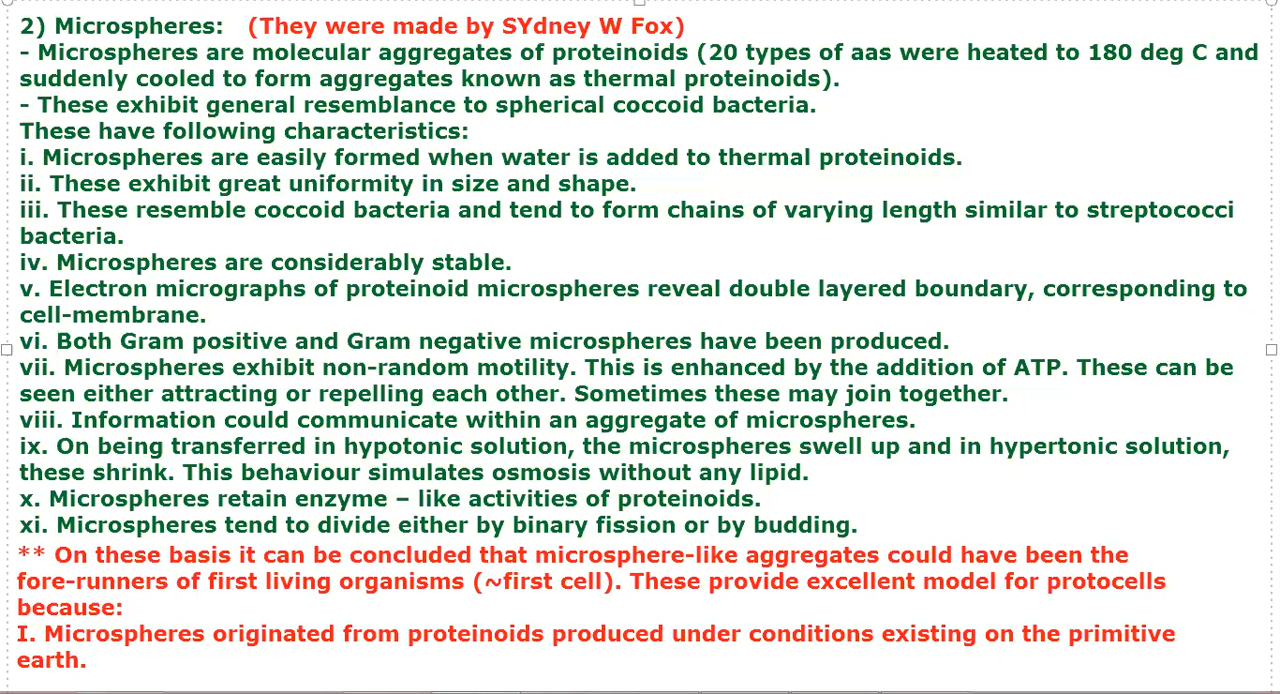 2) Microspheres: (They were made by SYdney W Fox)
- Microspheres are molecular aggregates of proteinoids (20 types of aas were heated to 180 deg C and
suddenly cooled to form aggregates known as thermal proteinoids).
- These exhibit general resemblance to spherical coccoid bacteria.
These have following characteristics:
i. Microspheres are easily formed when water is added to thermal proteinoids.
ii. These exhibit great uniformity in size and shape.
iii. These resemble coccoid bacteria and tend to form chains of varying length similar to streptococci
bacteria.
iv. Microspheres are considerably stable.
v. Electron micrographs of proteinoid microspheres reveal double layered boundary, corresponding to
cell-membrane.
vi. Both Gram positive and Gram negative microspheres have been produced.
vii. Microspheres exhibit non-random motility. This is enhanced by the addition of ATP. These can be
seen either attracting or repelling each other. Sometimes these may join together.
viii. Information could communicate within an aggregate of microspheres.
ix. On being transferred in hypotonic solution, the microspheres swell up and in hypertonic solution,
these shrink. This behaviour simulates osmosis without any lipid.
x. Microspheres retain enzyme – like activities of proteinoids.
xi. Microspheres tend to divide either by binary fission or by budding.
** On these basis it can be concluded that microsphere-like aggregates could have been the
fore-runners of first living organisms (~first cell). These provide excellent model for protocells
because:
I. Microspheres originated from proteinoids produced under conditions existing on the primitive
earth.